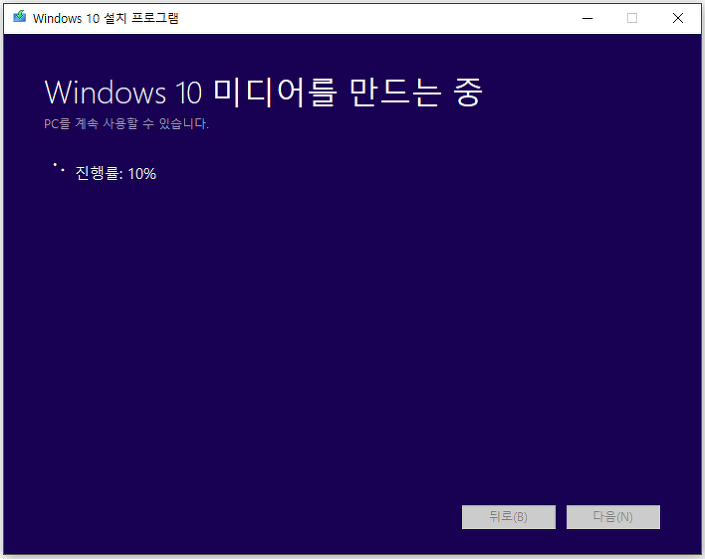 Windows 10 설치 프로그램
Windows 10 미디어를 만드는 중
PC를 계속 사용할 수 있습니다.
진행률: 10%
뒤로(B)
다음(N)